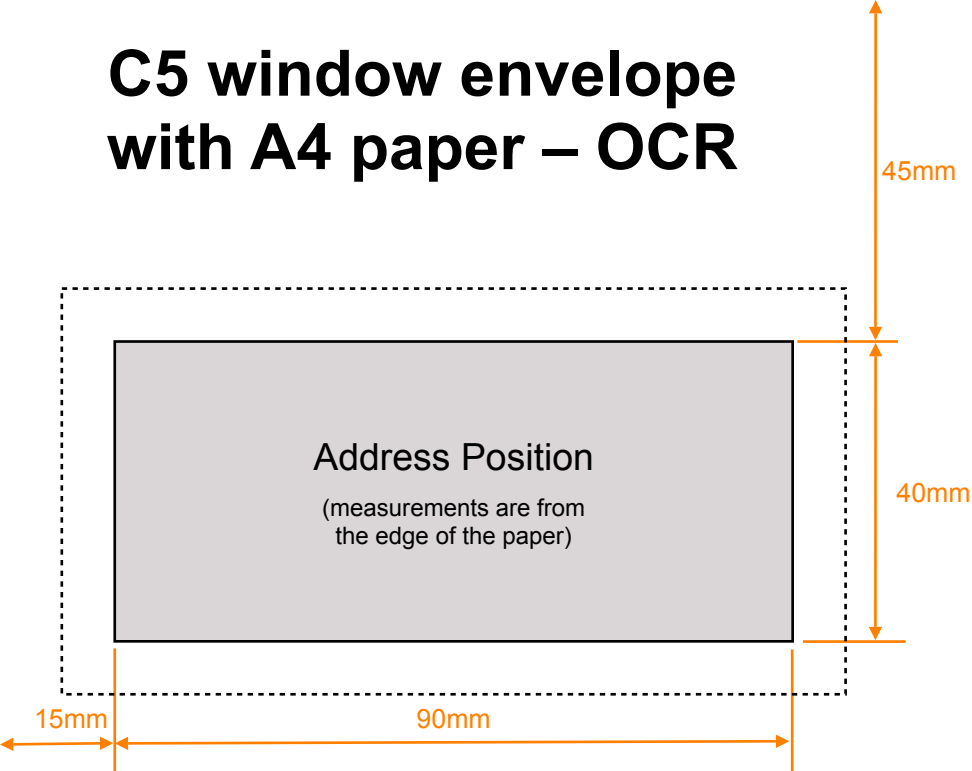 C5 window envelope
with A4 paper – OCR
45mm
Address Position
(measurements are from
the edge of the paper)
40mm
15mm
90mm